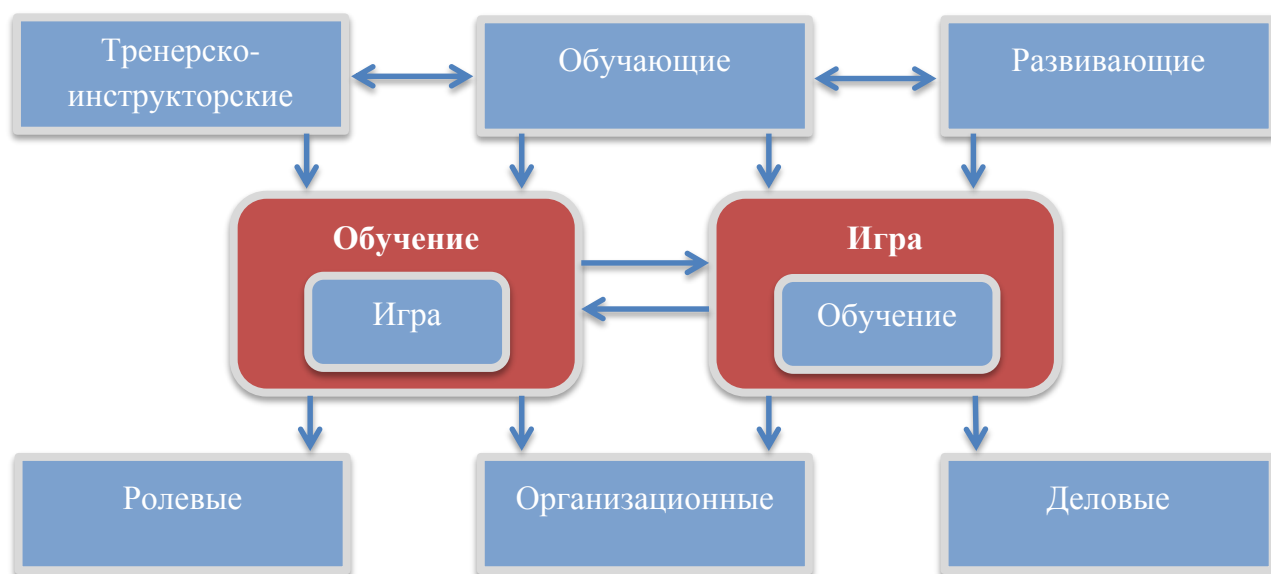 Тренерско-
инструкторские
Обучающие
Развивающие
Обучение
Игра
Игра
Обучение
Ролевые
Организационные
Деловые